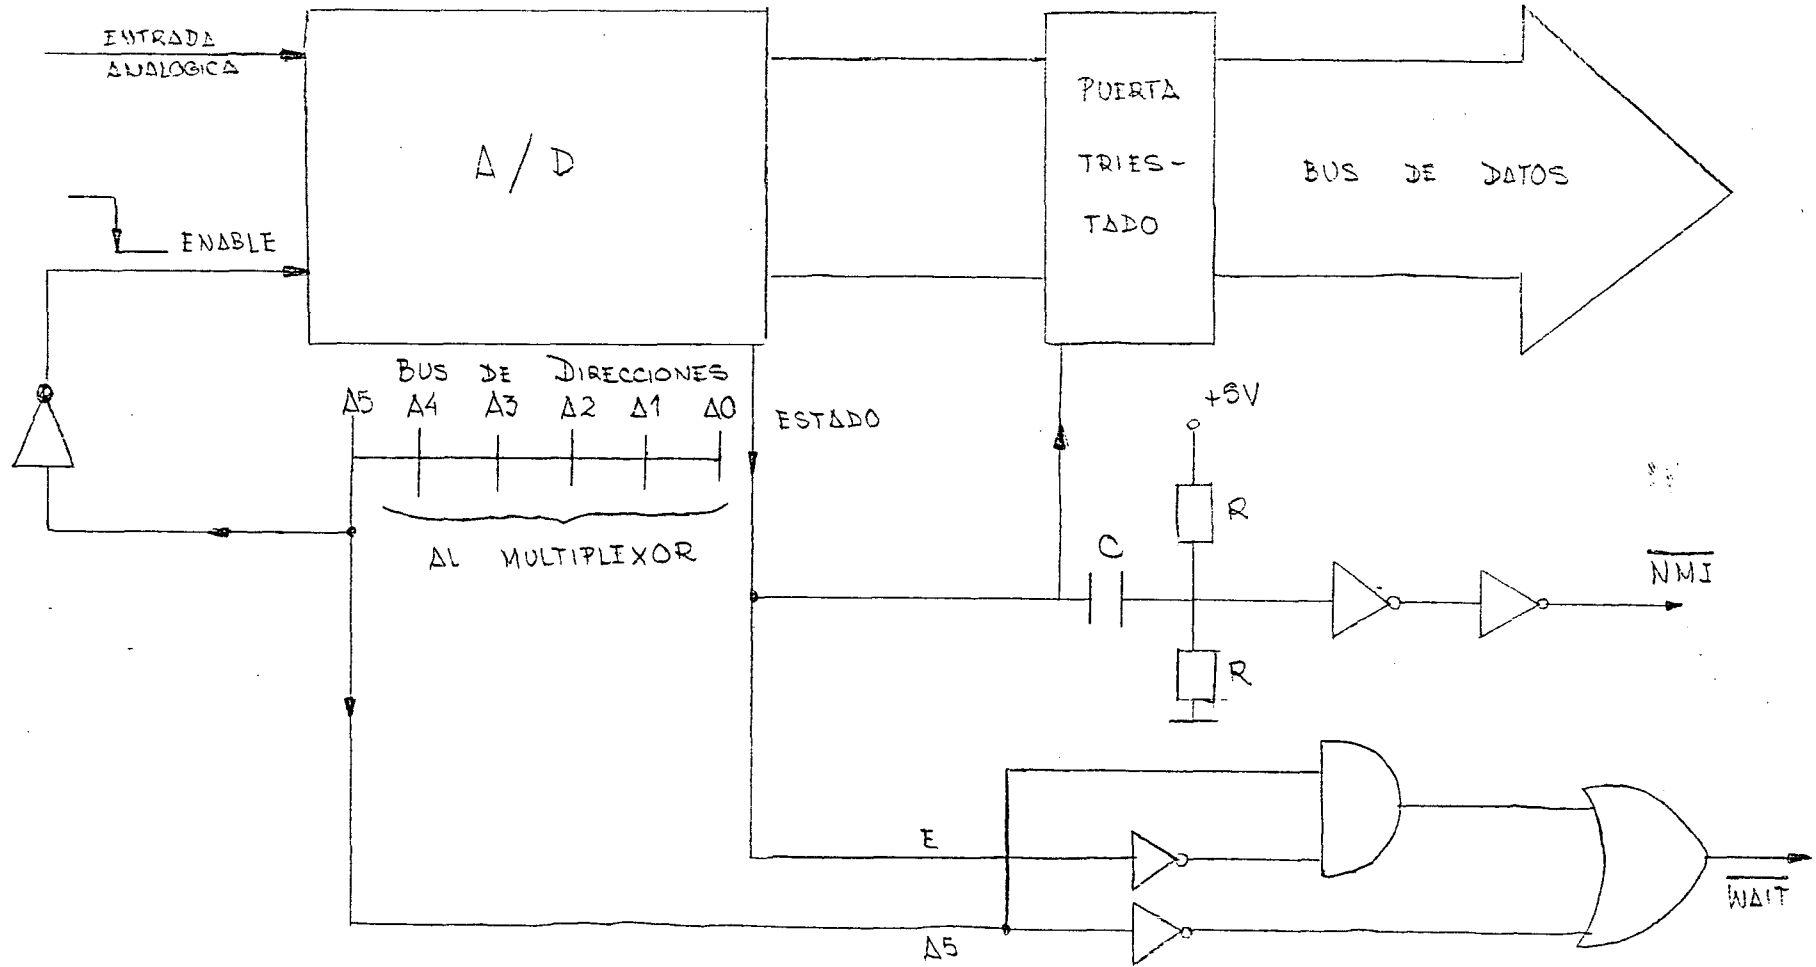 ENTRADA
ANALOGICA
A/D
PUERTA
TRIES-
TADO
BUS DE DATOS
ENABLE
BUS DE DIRECCIONES
A5 A4 A3 A2 A1 A0
ESTADO
+5V
R
AL MULTIPLEXOR
C
NMI
R
E
WAIT
A5